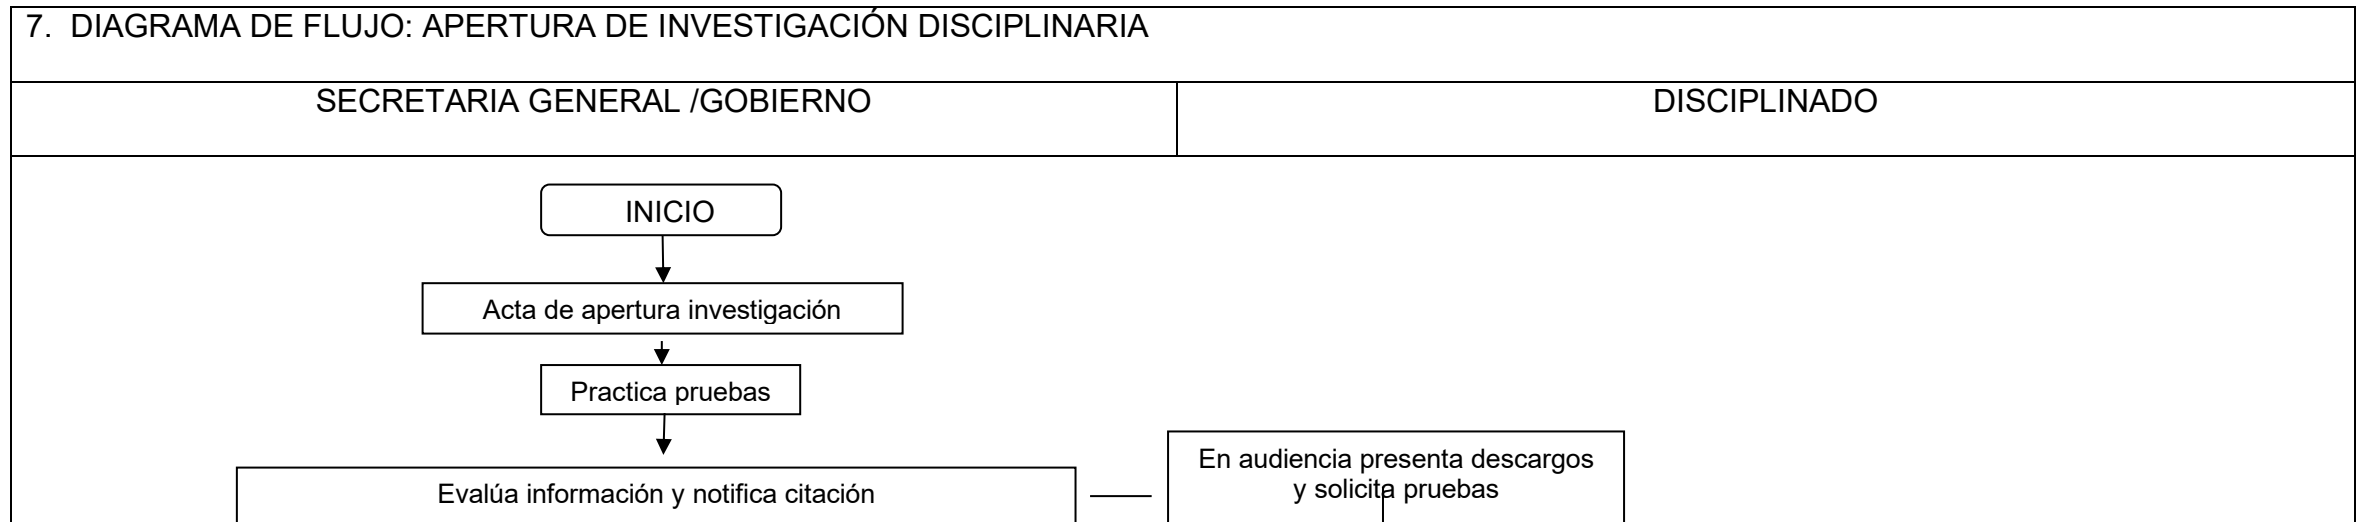 7. DIAGRAMA DE FLUJO: APERTURA DE INVESTIGACIÓN DISCIPLINARIA
SECRETARIA GENERAL /GOBIERNO
DISCIPLINADO
INICIO
Acta de apertura investigación
Practica pruebas
En audiencia presenta descargos
y solicita pruebas
Evalúa información y notifica citación